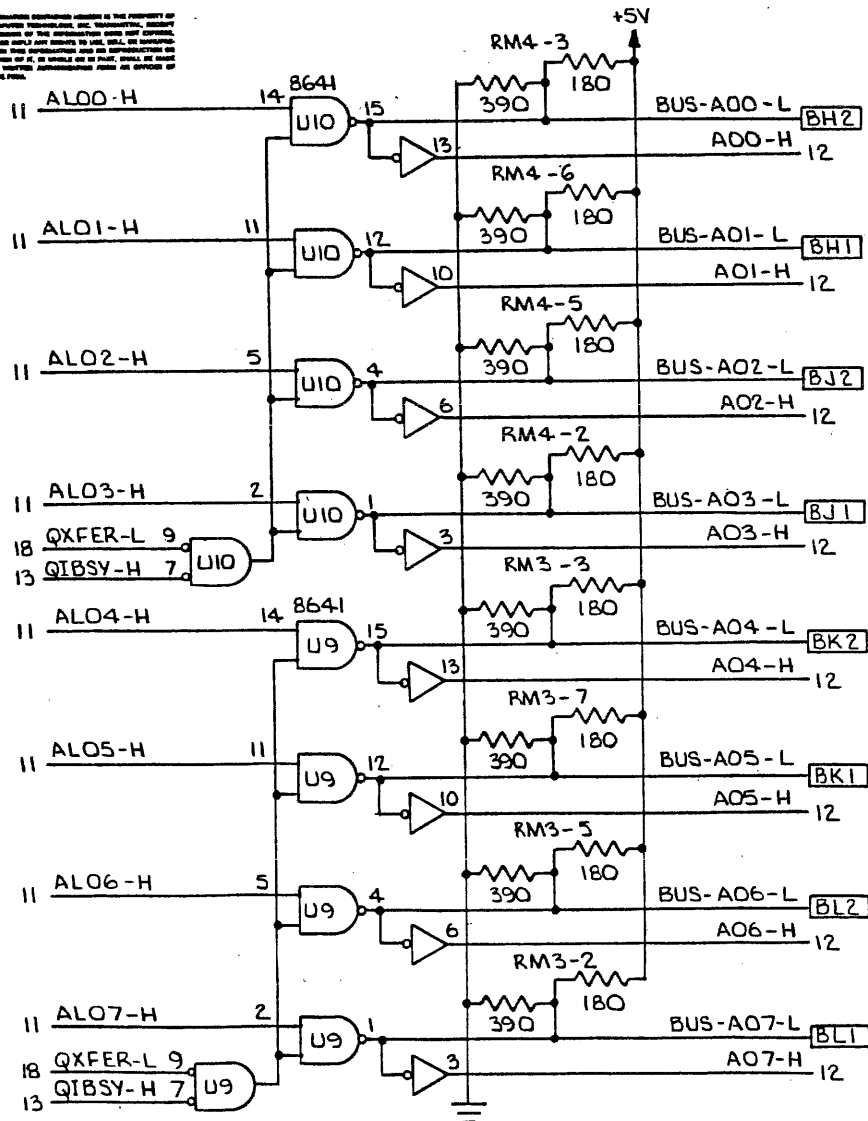 +5V
RM4-3
390
180
8641
11 AL00-H 14 U10 15 BUS-A00-L BH2
13 A00-H 12
RM4-6
390
180
11 AL01-H 11 U10 12 BUS-A01-L BH1
10 A01-H 12
RM4-5
390
180
11 AL02-H 5 U10 4 BUS-A02-L BJ2
6 A02-H 12
RM4-2
390
180
11 AL03-H 2 U10 1 BUS-A03-L BJ1
3 A03-H 12
18 QXFER-L 9 U10
13 QIBSY-H 7
RM3-3
390
180
8641
11 AL04-H 14 U9 15 BUS-A04-L BK2
13 A04-H 12
RM3-7
390
180
11 AL05-H 11 U9 12 BUS-A05-L BK1
10 A05-H 12
RM3-5
390
180
11 AL06-H 5 U9 4 BUS-A06-L BL2
6 A06-H 12
RM3-2
390
180
11 AL07-H 2 U9 1 BUS-A07-L BL1
3 A07-H 12
18 QXFER-L 9 U9
13 QIBSY-H 7